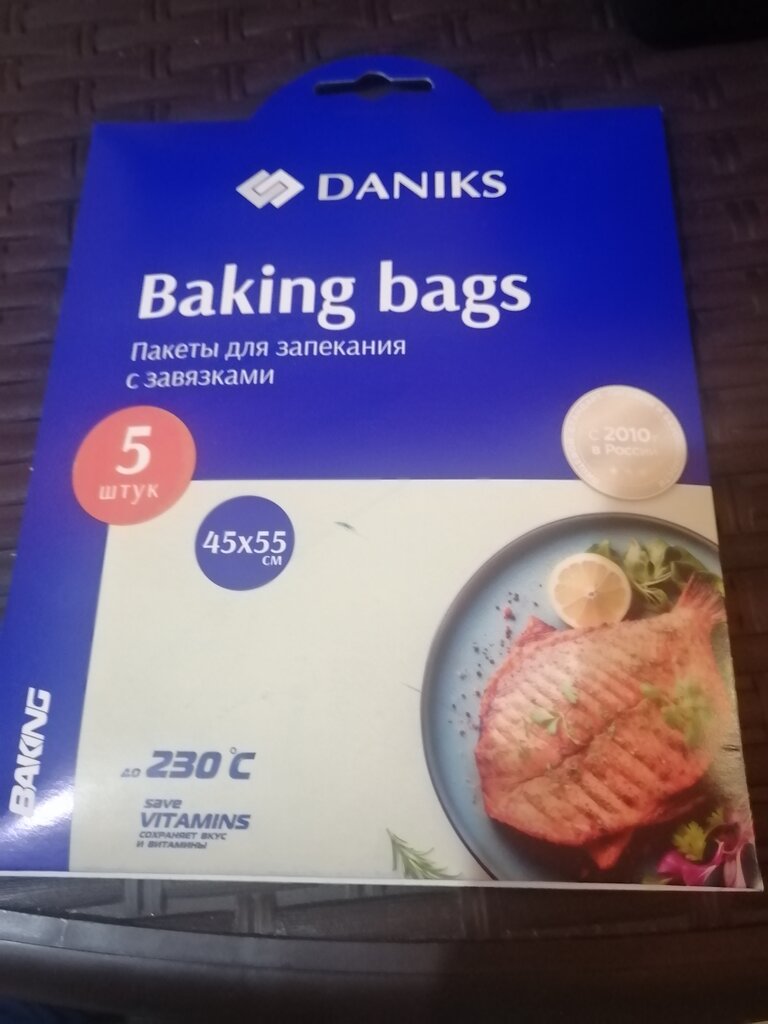 DANIKS
Baking bags
Пакеты для запекания
с завязками
5
штук
с 2010 г.
в России
45x55
см
BAKING
до 230°C
save
VITAMINS
СОХРАНЯЕТ ВКУС
И ВИТАМИНЫ